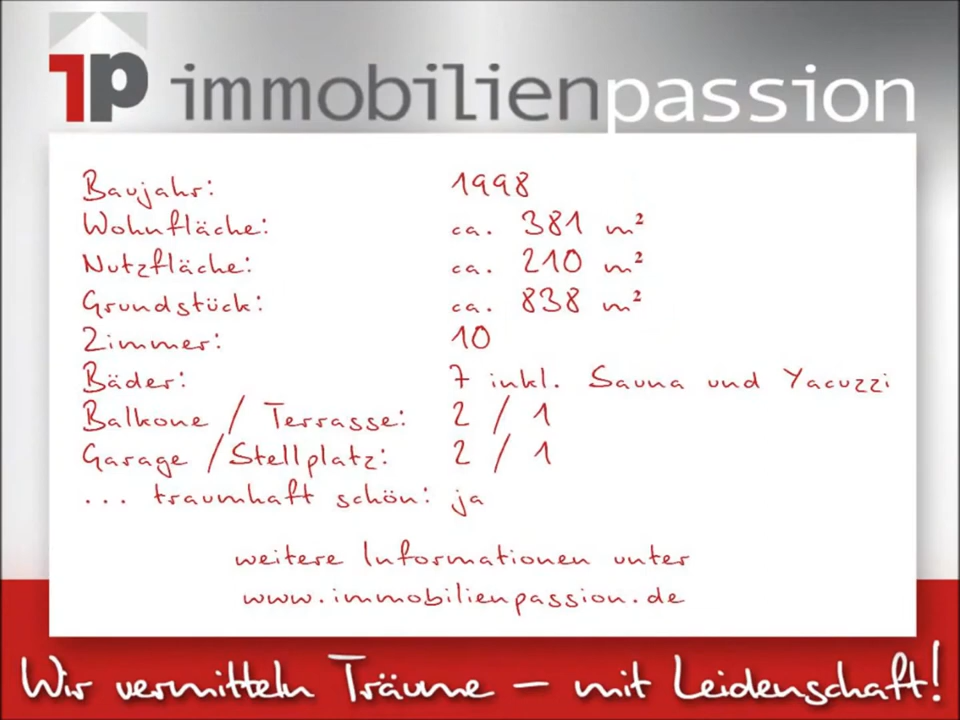 ip immobilienpassion
Baujahr: 1998
Wohnfläche: ca. 381 m²
Nutzfläche: ca. 210 m²
Grundstück: ca. 838 m²
Zimmer: 10
Bäder: 7 inkl. Sauna und Yacuzzi
Balkone / Terrasse: 2 / 1
Garage / Stellplatz: 2 / 1
... traumhaft schön: ja
weitere Informationen unter
www.immobilienpassion.de
Wir vermitteln Träume – mit Leidenschaft!